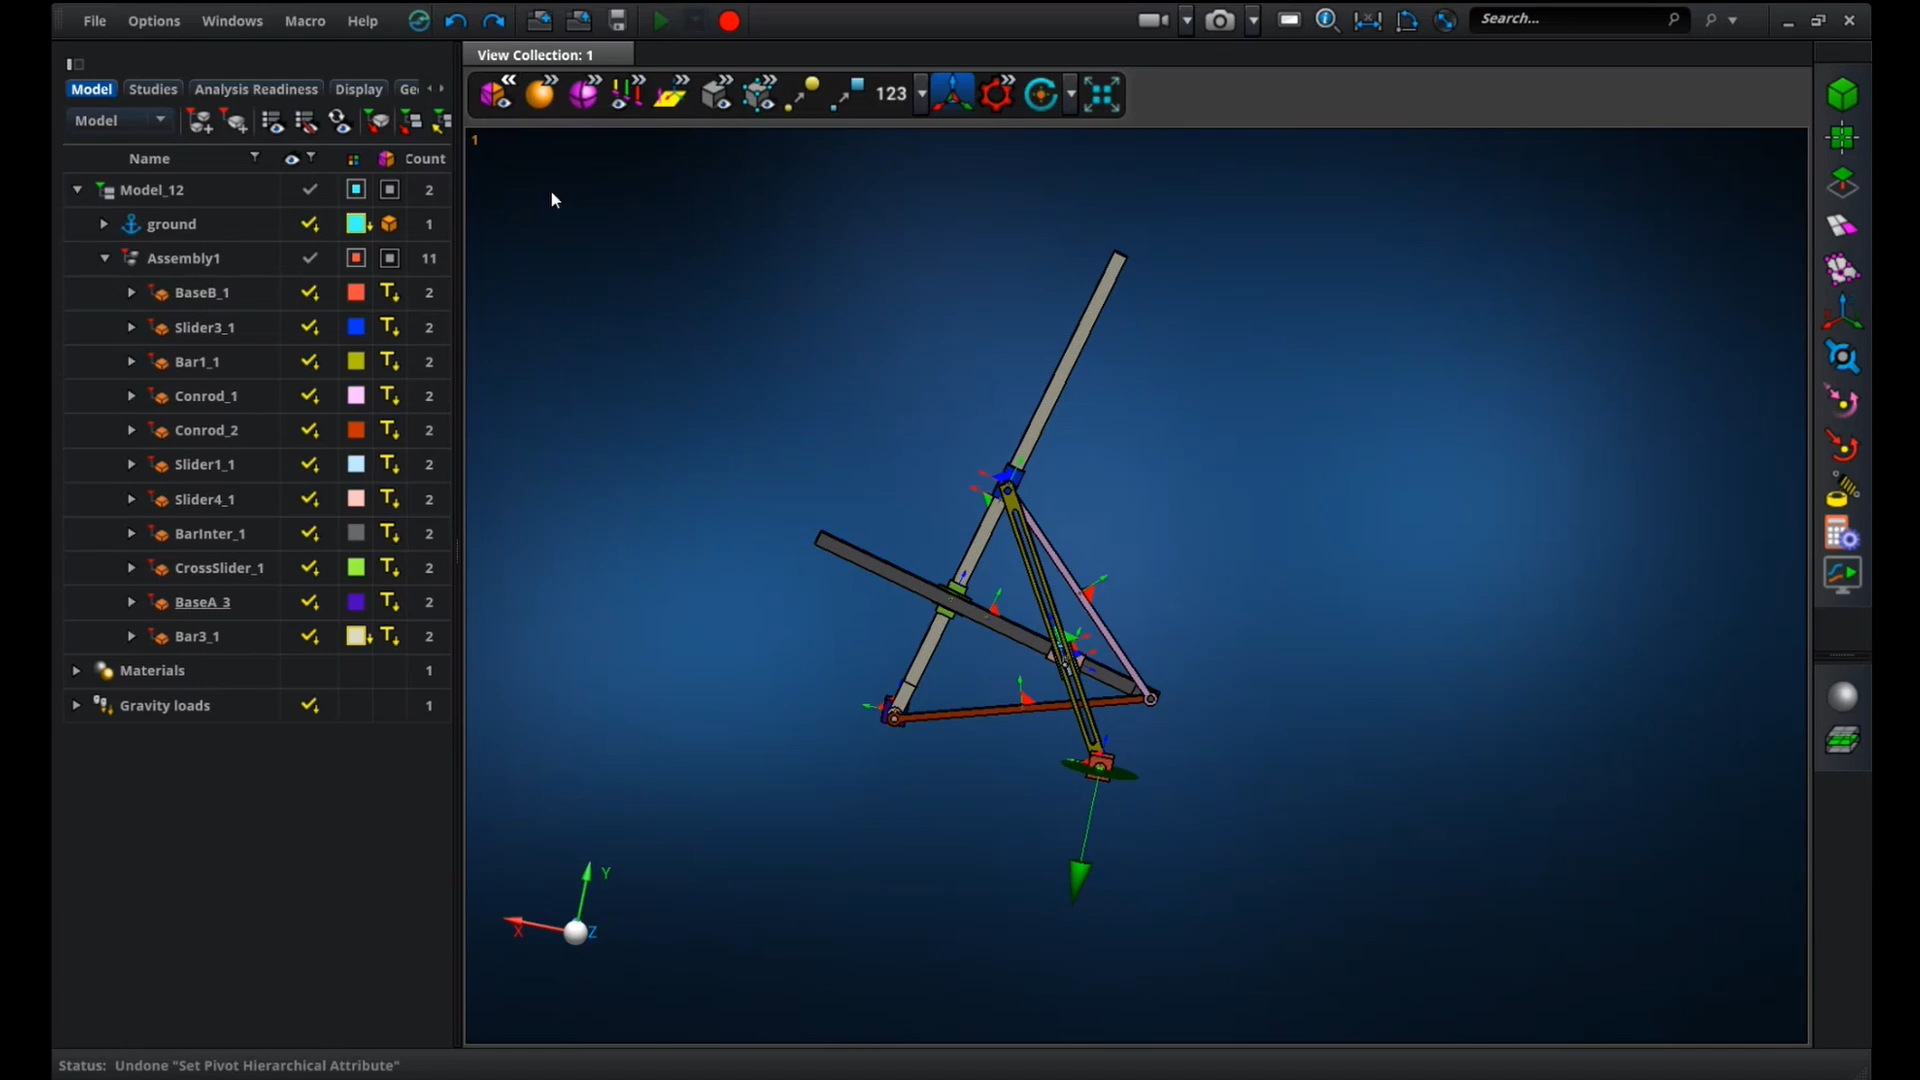 File Options Windows Macro Help
Search...
View Collection: 1
Model Studies Analysis Readiness Display Ge
Model
123
1
Name Count
Model_12 2
ground 1
Assembly1 11
BaseB_1 2
Slider3_1 2
Bar1_1 2
Conrod_1 2
Conrod_2 2
Slider1_1 2
Slider4_1 2
BarInter_1 2
CrossSlider_1 2
BaseA_3 2
Bar3_1 2
Materials 1
Gravity loads 1
Y
X
Z
Status: Undone "Set Pivot Hierarchical Attribute"